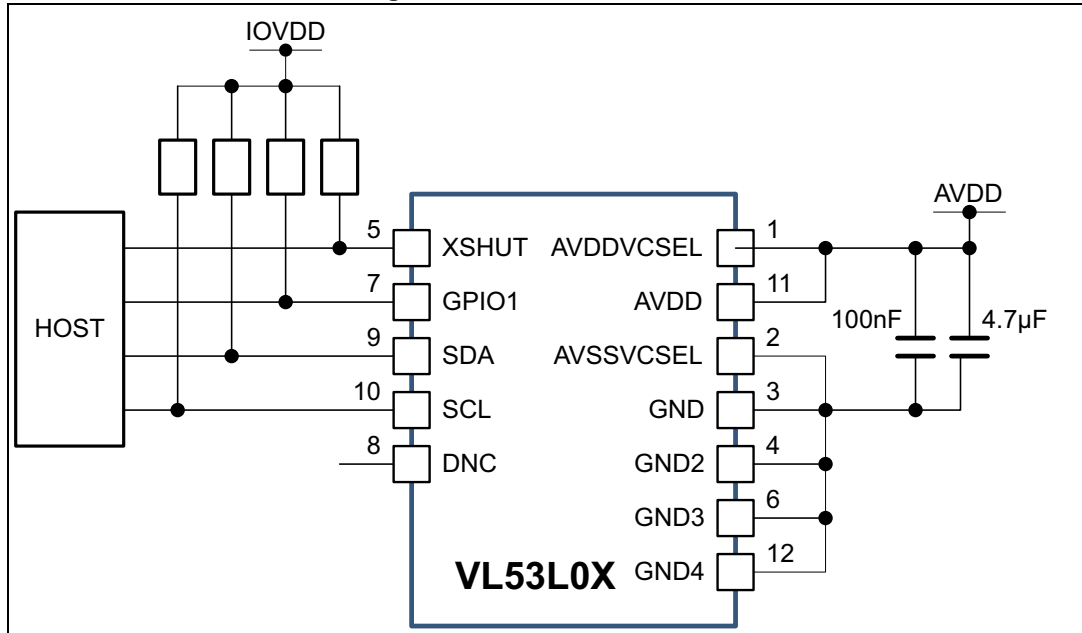 IOVDD
HOST
5
XSHUT
7
GPIO1
9
SDA
10
SCL
8
DNC
AVDDVCSEL
1
AVDD
11
AVSSVCSEL
2
GND
3
GND2
4
GND3
6
GND4
12
VL53L0X
AVDD
100nF
4.7µF